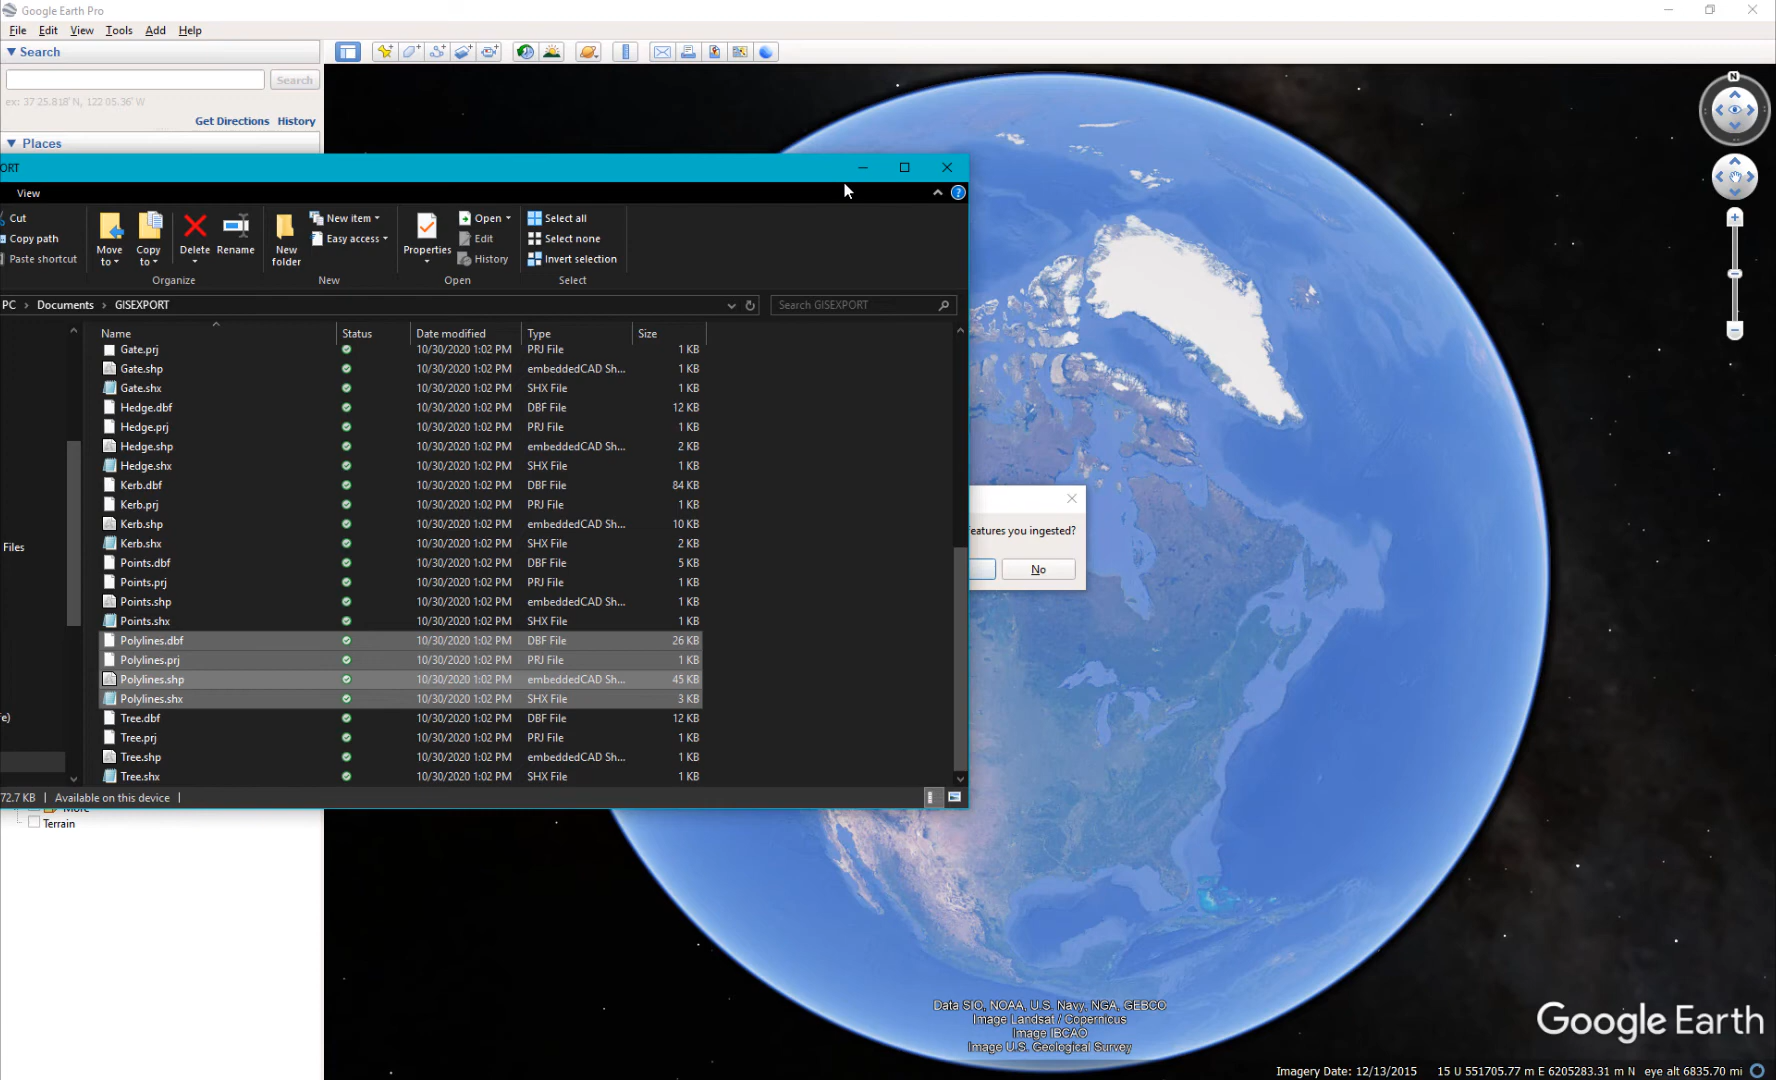 Google Earth Pro
File Edit View Tools Add Help
Search
Search
ex: 37 25.818' N, 122 05.36' W
Get Directions History
Places
ORT
View
Cut
Copy path
Paste shortcut
Move to
Copy to
Delete
Rename
Organize
New folder
New item
Easy access
New
Properties
Open
Edit
History
Open
Select all
Select none
Invert selection
Select
PC > Documents > GISEXPORT
Search GISEXPORT
Name Status Date modified Type Size
Gate.prj 10/30/2020 1:02 PM PRJ File 1 KB
Gate.shp 10/30/2020 1:02 PM embeddedCAD Sh... 1 KB
Gate.shx 10/30/2020 1:02 PM SHX File 1 KB
Hedge.dbf 10/30/2020 1:02 PM DBF File 12 KB
Hedge.prj 10/30/2020 1:02 PM PRJ File 1 KB
Hedge.shp 10/30/2020 1:02 PM embeddedCAD Sh... 2 KB
Hedge.shx 10/30/2020 1:02 PM SHX File 1 KB
Kerb.dbf 10/30/2020 1:02 PM DBF File 84 KB
Kerb.prj 10/30/2020 1:02 PM PRJ File 1 KB
Kerb.shp 10/30/2020 1:02 PM embeddedCAD Sh... 10 KB
Kerb.shx 10/30/2020 1:02 PM SHX File 2 KB
Points.dbf 10/30/2020 1:02 PM DBF File 5 KB
Points.prj 10/30/2020 1:02 PM PRJ File 1 KB
Points.shp 10/30/2020 1:02 PM embeddedCAD Sh... 1 KB
Points.shx 10/30/2020 1:02 PM SHX File 1 KB
Polylines.dbf 10/30/2020 1:02 PM DBF File 26 KB
Polylines.prj 10/30/2020 1:02 PM PRJ File 1 KB
Polylines.shp 10/30/2020 1:02 PM embeddedCAD Sh... 45 KB
Polylines.shx 10/30/2020 1:02 PM SHX File 3 KB
Tree.dbf 10/30/2020 1:02 PM DBF File 12 KB
Tree.prj 10/30/2020 1:02 PM PRJ File 1 KB
Tree.shp 10/30/2020 1:02 PM embeddedCAD Sh... 1 KB
Tree.shx 10/30/2020 1:02 PM SHX File 1 KB
Files
e)
72.7 KB | Available on this device |
Terrain
features you ingested?
No
N
Data SIO, NOAA, U.S. Navy, NGA, GEBCO
Image Landsat / Copernicus
Image IBCAO
Image U.S. Geological Survey
Google Earth
Imagery Date: 12/13/2015 15 U 551705.77 m E 6205283.31 m N eye alt 6835.70 mi